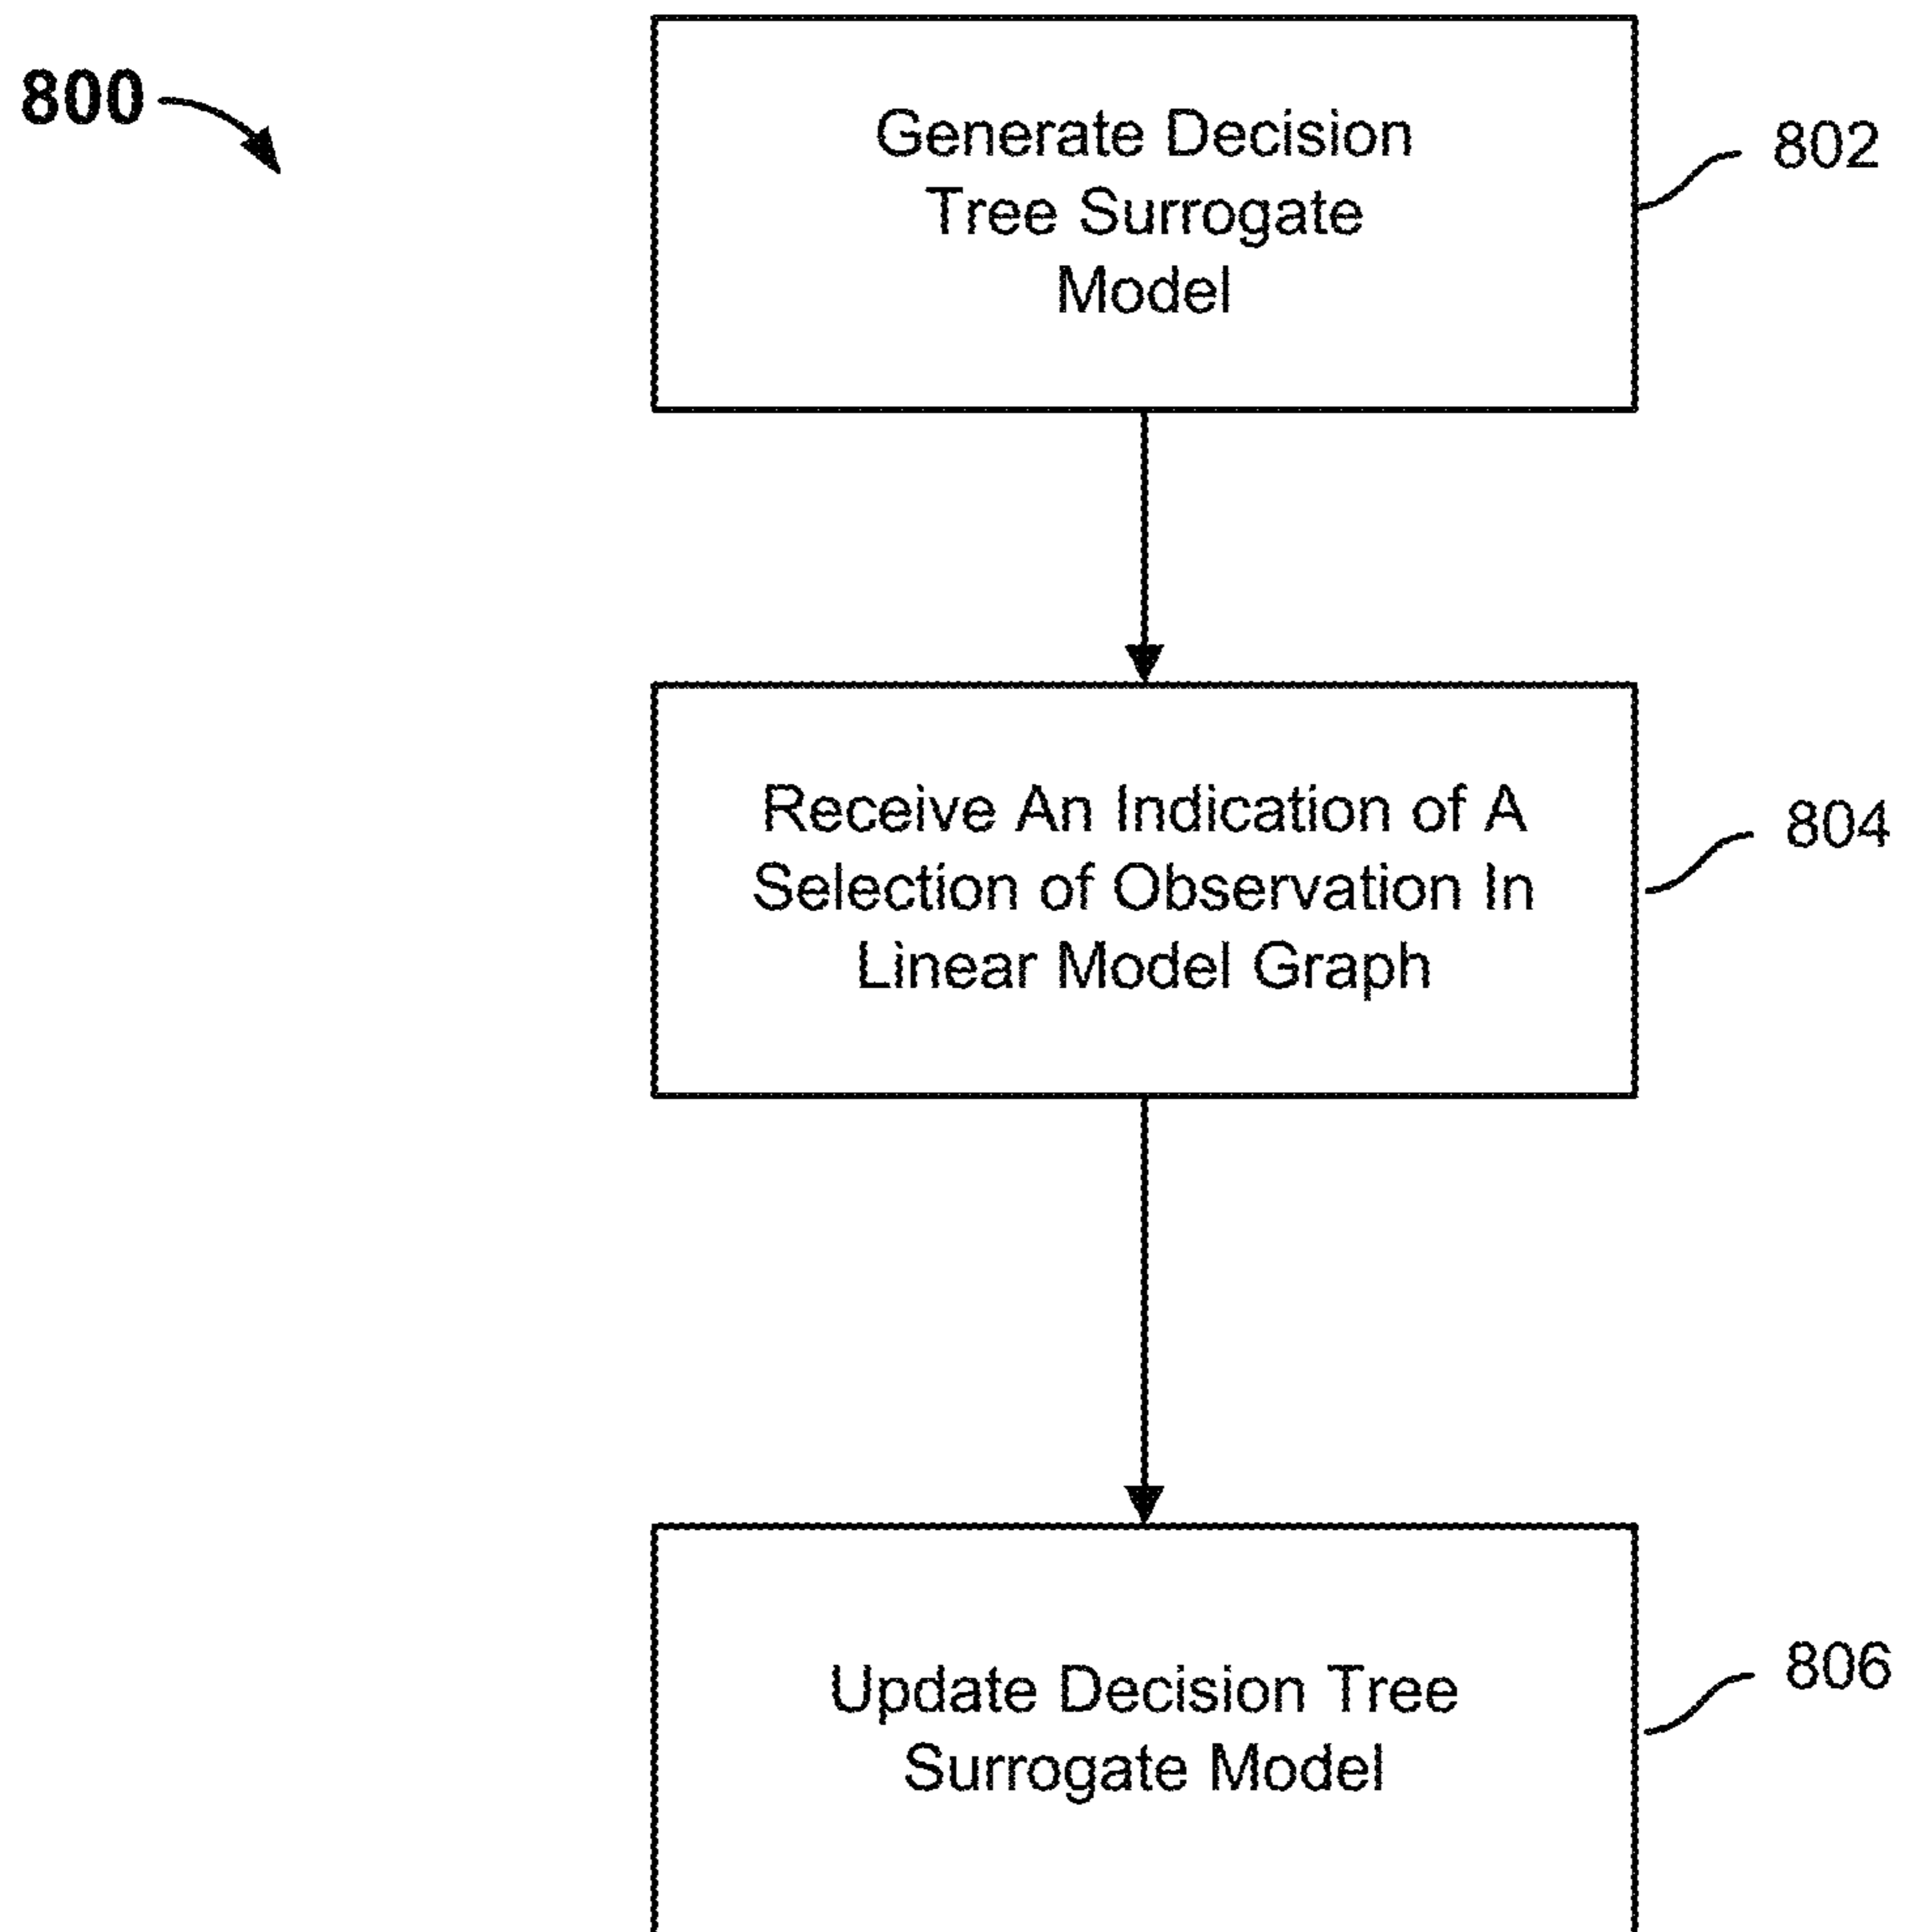 800
Generate Decision
Tree Surrogate
Model
802
Receive An Indication of A
Selection of Observation In
Linear Model Graph
804
Update Decision Tree
Surrogate Model
806